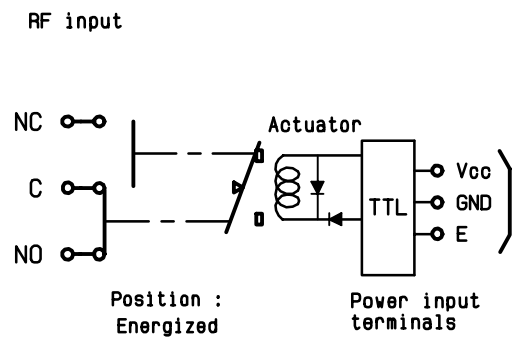 RF input
NC
Actuator
C
TTL
Vcc
GND
E
NO
Position :
Energized
Power input
terminals